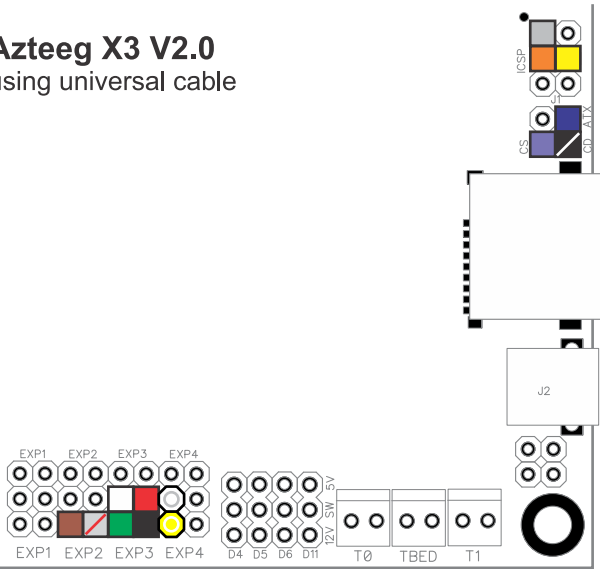 Azteeg X3 V2.0
using universal cable
ICSP
J1
ATX
CS
CD
J2
EXP1 EXP2 EXP3 EXP4
5V
SW
12V
EXP1 EXP2 EXP3 EXP4
D4 D5 D6 D11
T0 TBED T1